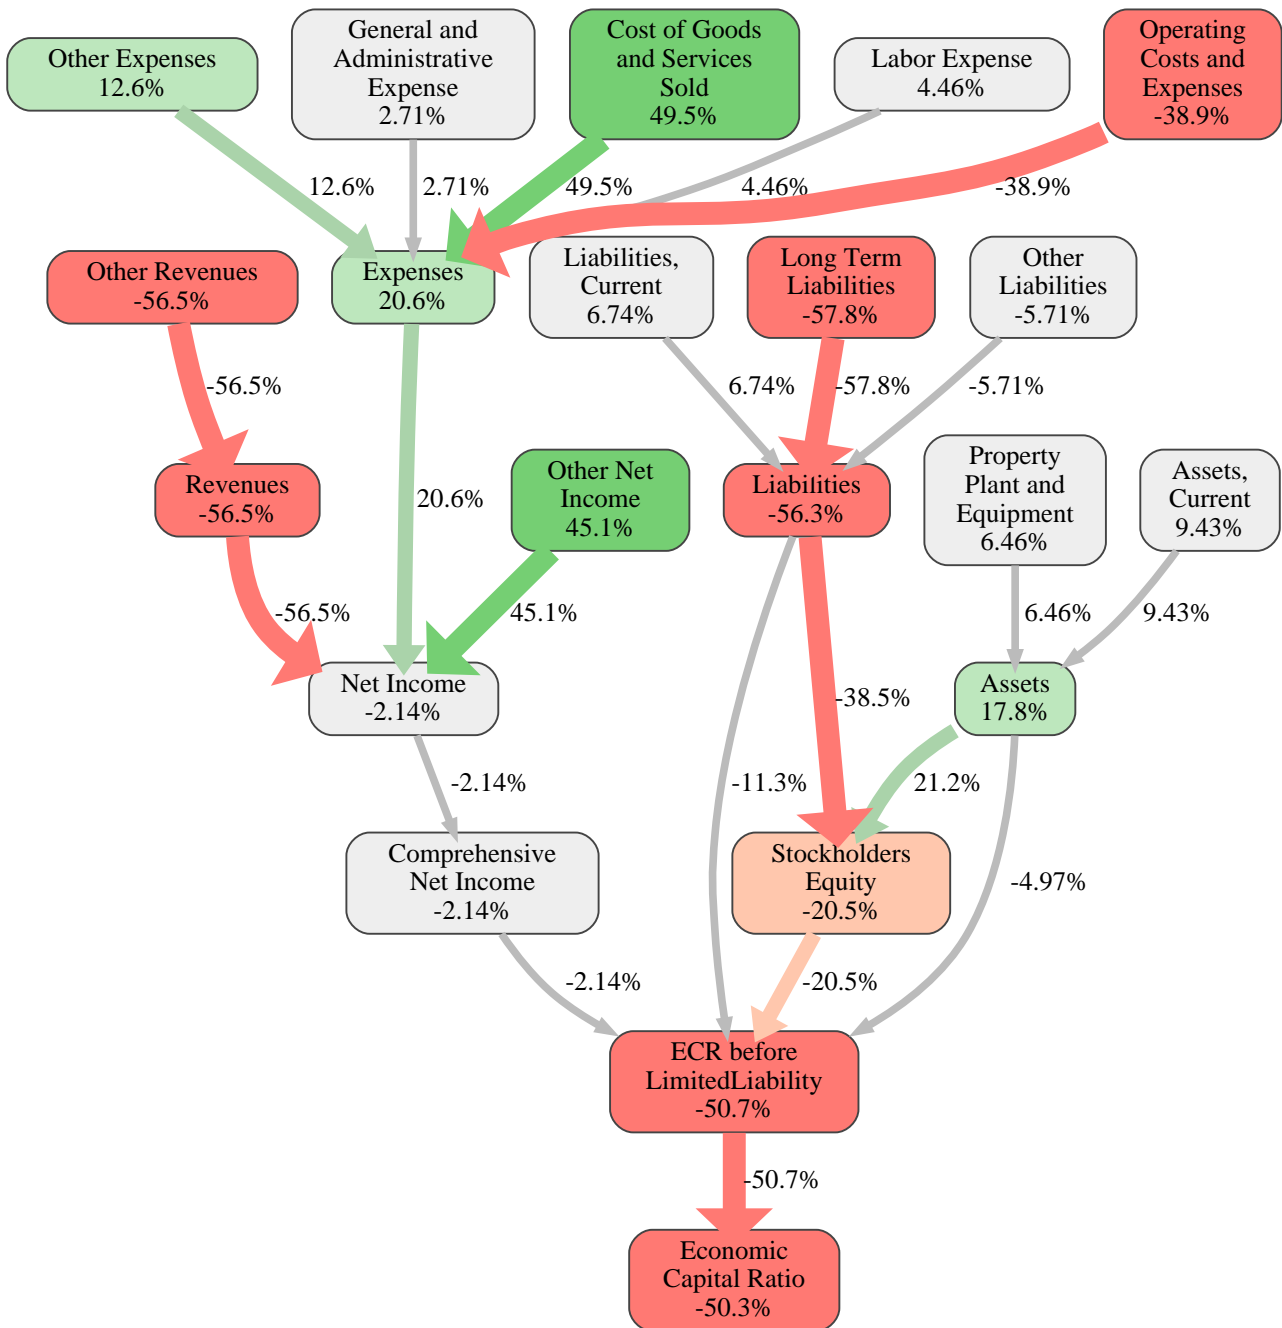 Other Expenses
12.6%
General and
Administrative
Expense
2.71%
Cost of Goods
and Services
Sold
49.5%
Labor Expense
4.46%
Operating
Costs and
Expenses
-38.9%
12.6%
2.71%
49.5%
4.46%
-38.9%
Other Revenues
-56.5%
Expenses
20.6%
Liabilities,
Current
6.74%
Long Term
Liabilities
-57.8%
Other
Liabilities
-5.71%
-56.5%
6.74%
-57.8%
-5.71%
Revenues
-56.5%
20.6%
Other Net
Income
45.1%
Liabilities
-56.3%
Property
Plant and
Equipment
6.46%
Assets,
Current
9.43%
-56.5%
45.1%
6.46%
9.43%
Net Income
-2.14%
-38.5%
Assets
17.8%
-2.14%
-11.3%
21.2%
Comprehensive
Net Income
-2.14%
Stockholders
Equity
-20.5%
-4.97%
-2.14%
-20.5%
ECR before
LimitedLiability
-50.7%
-50.7%
Economic
Capital Ratio
-50.3%